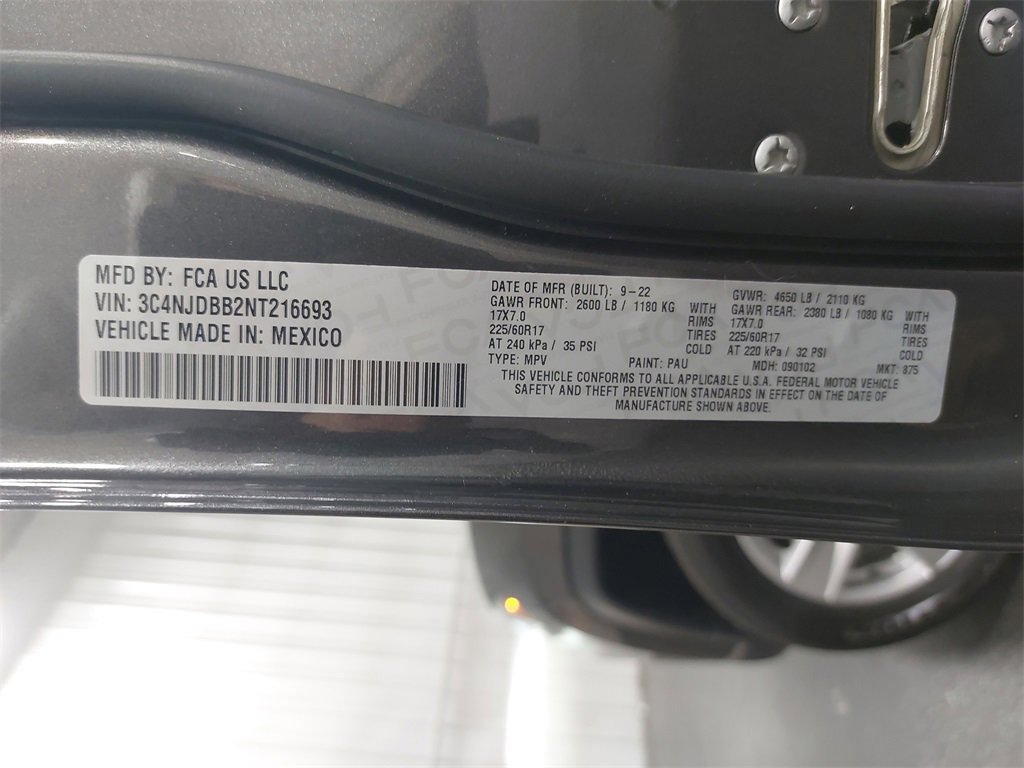 MFD BY: FCA US LLC
VIN: 3C4NJDBB2NT216693
VEHICLE MADE IN: MEXICO
DATE OF MFR (BUILT): 9-22 GVWR: 4650 LB / 2110 KG
GAWR FRONT: 2600 LB / 1180 KG WITH GAWR REAR: 2380 LB / 1080 KG WITH
17X7.0 RIMS 17X7.0 RIMS
225/60R17 TIRES 225/60R17 TIRES
AT 240 kPa / 35 PSI COLD AT 220 kPa / 32 PSI COLD
TYPE: MPV PAINT: PAU MDH: 090102 MKT: 875
THIS VEHICLE CONFORMS TO ALL APPLICABLE U.S.A. FEDERAL MOTOR VEHICLE
SAFETY AND THEFT PREVENTION STANDARDS IN EFFECT ON THE DATE OF
MANUFACTURE SHOWN ABOVE.